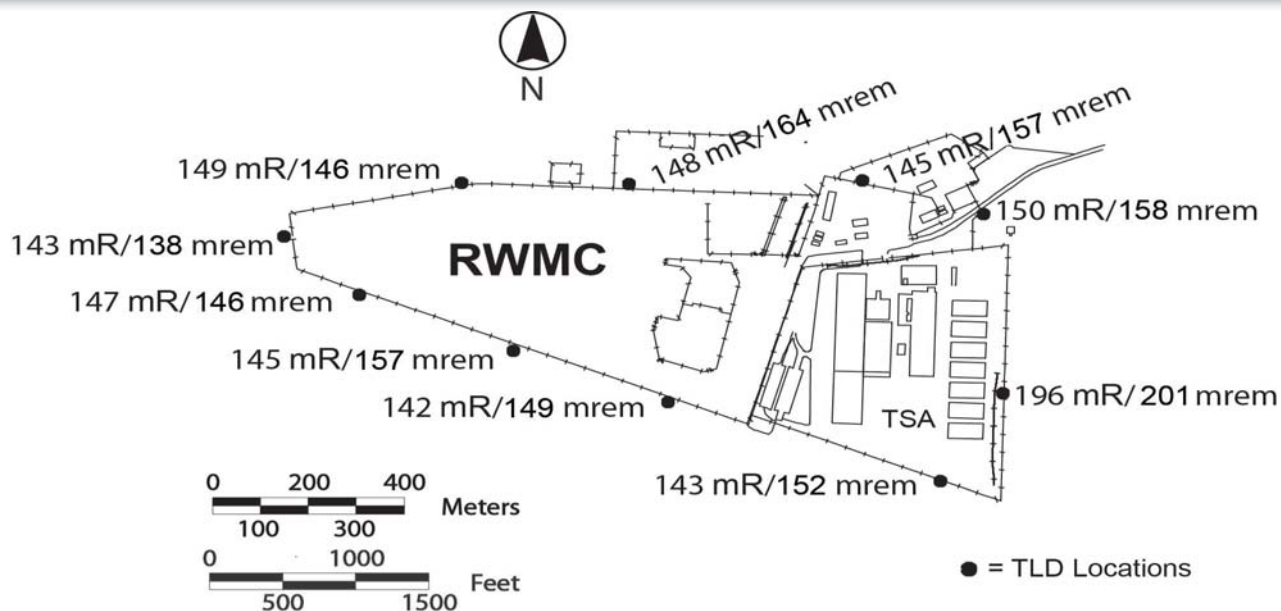 N
148 mR/164 mrem
145 mR/157 mrem
149 mR/146 mrem
150 mR/158 mrem
143 mR/138 mrem
RWMC
147 mR/146 mrem
145 mR/157 mrem
142 mR/149 mrem
196 mR/201 mrem
TSA
143 mR/152 mrem
0 200 400
Meters
100 300
0 1000
Feet
500 1500
= TLD Locations